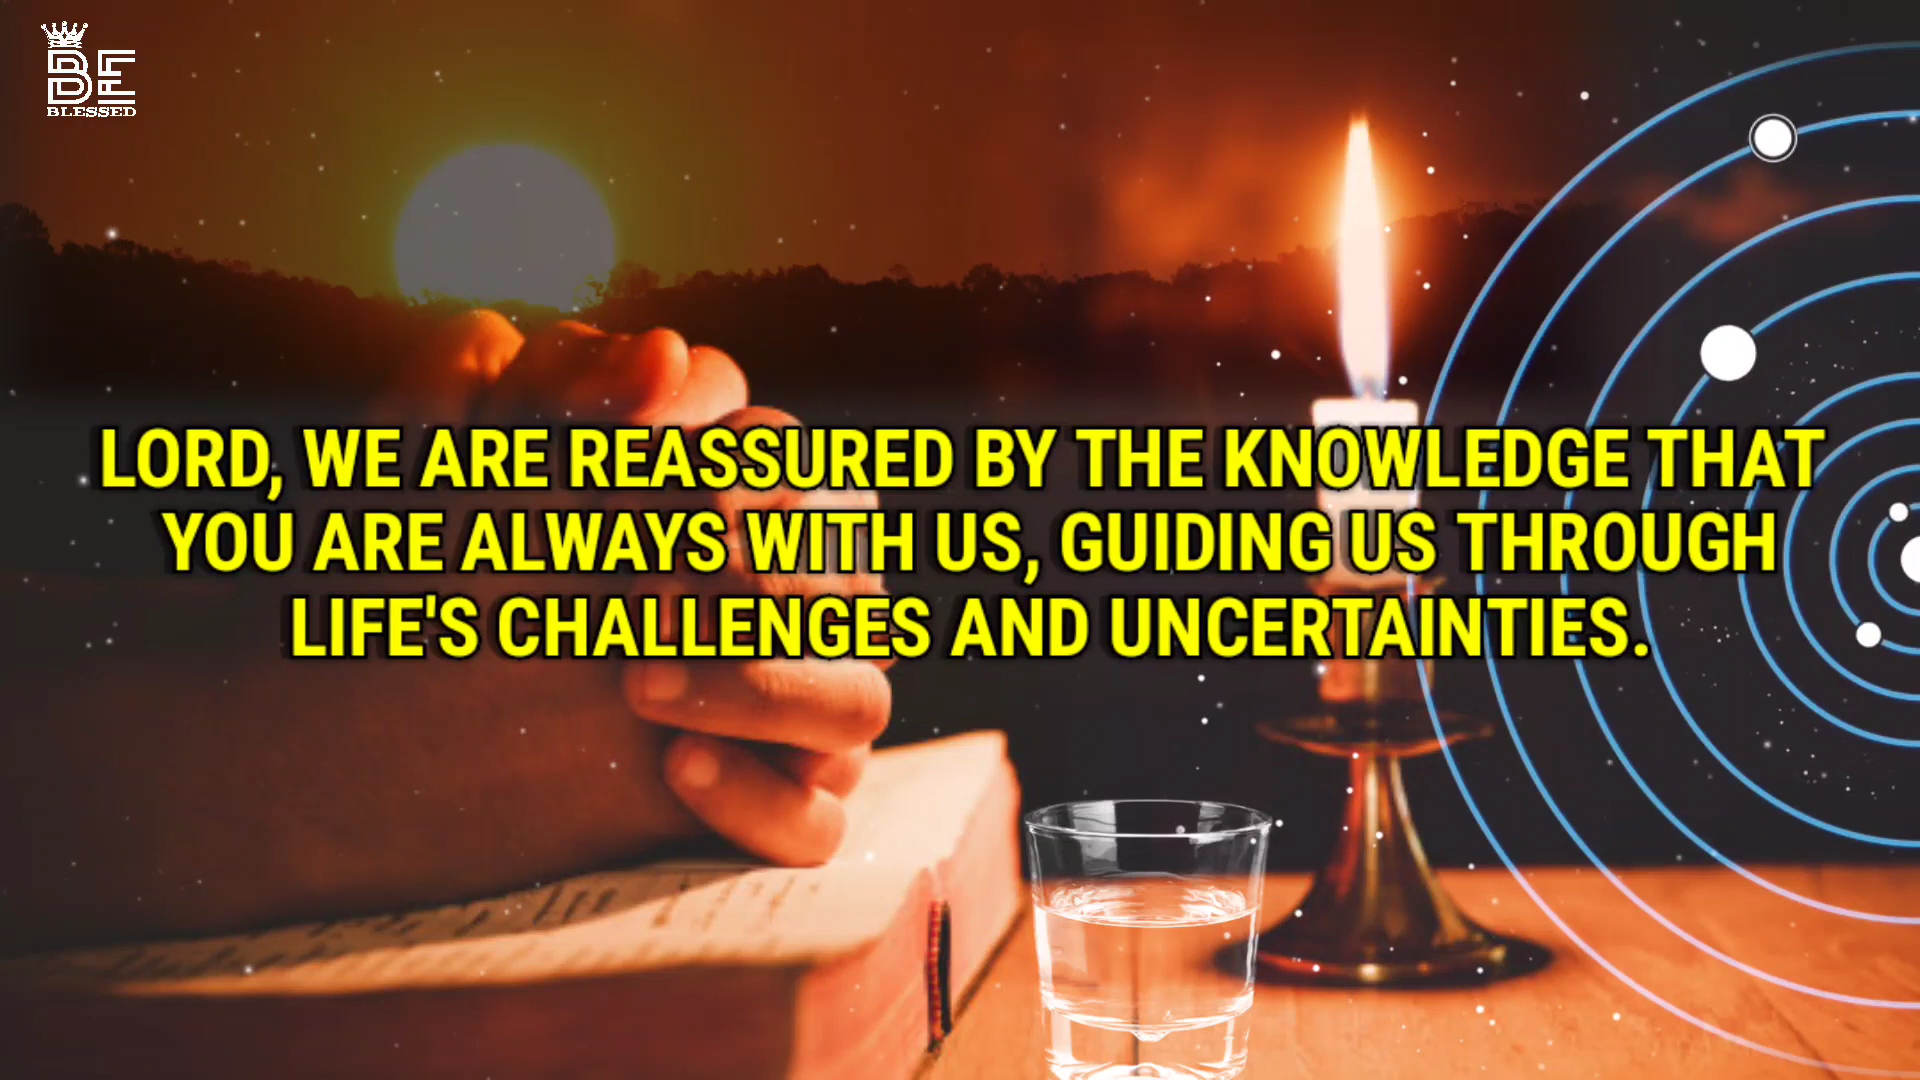 BE
BLESSED
LORD, WE ARE REASSURED BY THE KNOWLEDGE THAT
YOU ARE ALWAYS WITH US, GUIDING US THROUGH
LIFE'S CHALLENGES AND UNCERTAINTIES.